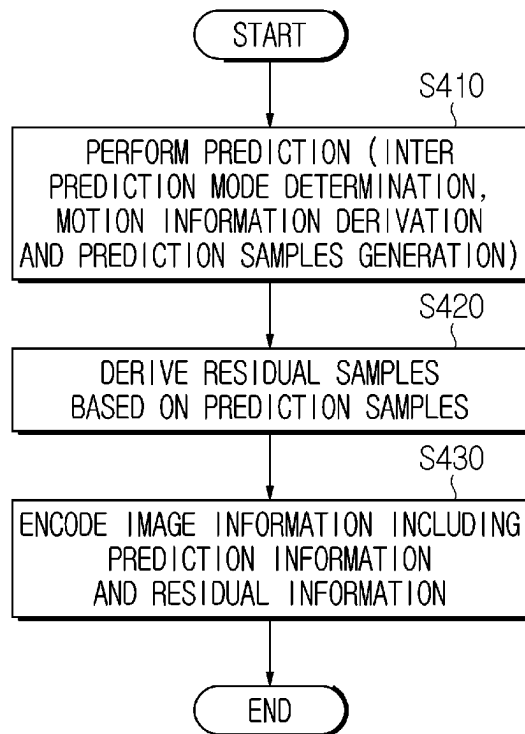 START
S410
PERFORM PREDICTION (INTER
PREDICTION MODE DETERMINATION,
MOTION INFORMATION DERIVATION
AND PREDICTION SAMPLES GENERATION)
S420
DERIVE RESIDUAL SAMPLES
BASED ON PREDICTION SAMPLES
S430
ENCODE IMAGE INFORMATION INCLUDING
PREDICTION INFORMATION
AND RESIDUAL INFORMATION
END